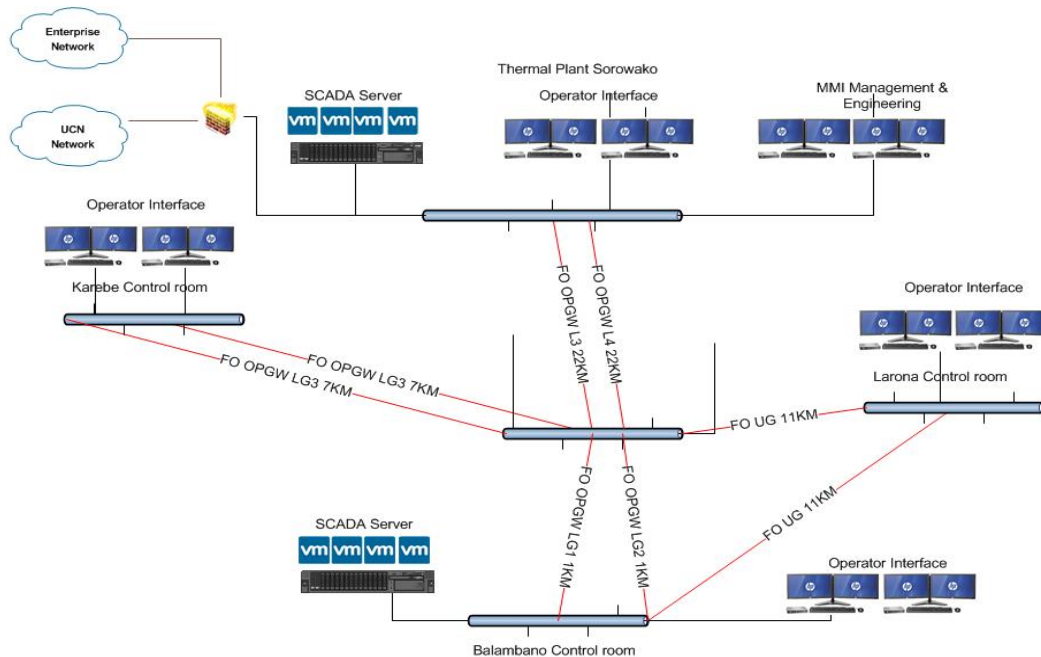 Enterprise
Network
UCN
Network
SCADA Server
vm vm vm vm
Thermal Plant Sorowako
Operator Interface
MMI Management &
Engineering
Operator Interface
Karebe Control room
FO OPGW LG3 7KM
FO OPGW LG3 7KM
FO OPGW L3 22KM
FO OPGW L4 22KM
Operator Interface
Larona Control room
FO UG 11KM
FO UG 11KM
FO OPGW LG1 1KM
FO OPGW LG2 1KM
SCADA Server
vm vm vm vm
Operator Interface
Balambano Control room